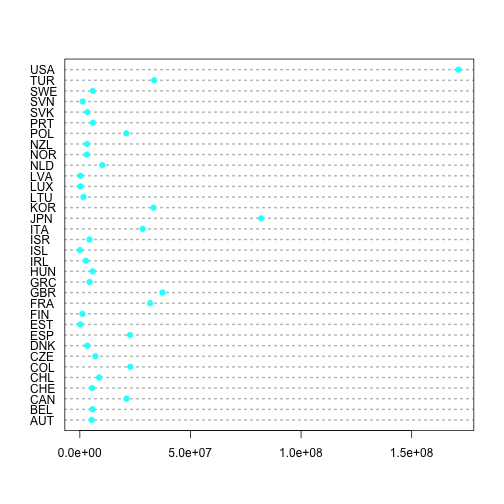 USA
TUR
SWE
SVN
SVK
PRT
POL
NZL
NOR
NLD
LVA
LUX
LTU
KOR
JPN
ITA
ISR
ISL
IRL
HUN
GRC
GBR
FRA
FIN
EST
ESP
DNK
CZE
COL
CHL
CHE
CAN
BEL
AUT
0.0e+00 5.0e+07 1.0e+08 1.5e+08